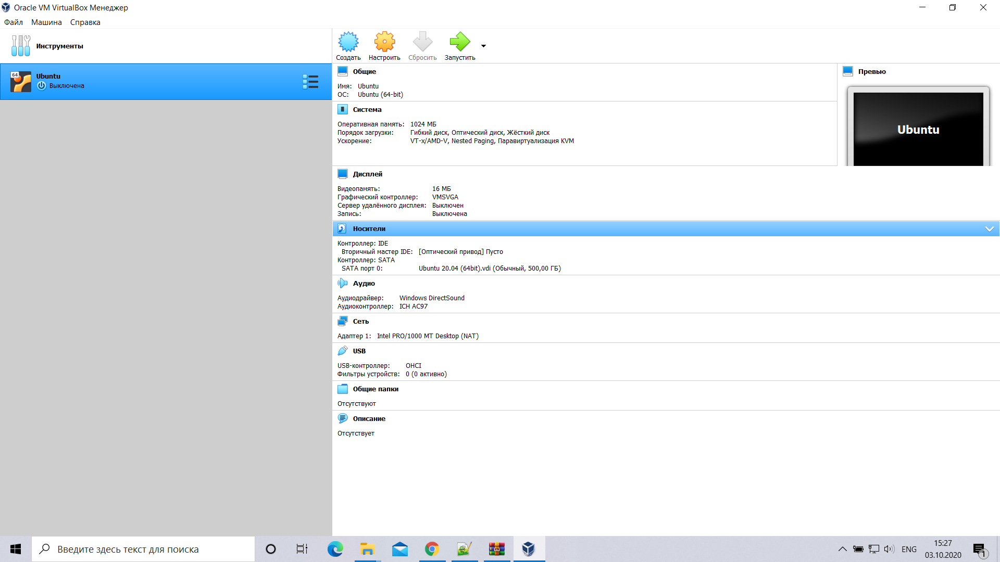 Oracle VM VirtualBox Менеджер
Файл Машина Справка
Инструменты
Создать Настроить Сбросить Запустить
64
Ubuntu
Выключена
Общие
Имя: Ubuntu
ОС: Ubuntu (64-bit)
Превью
Ubuntu
Система
Оперативная память: 1024 МБ
Порядок загрузки: Гибкий диск, Оптический диск, Жёсткий диск
Ускорение: VT-x/AMD-V, Nested Paging, Паравиртуализация KVM
Дисплей
Видеопамять: 16 МБ
Графический контроллер: VMSVGA
Сервер удалённого дисплея: Выключен
Запись: Выключена
Носители
Контроллер: IDE
Вторичный мастер IDE: [Оптический привод] Пусто
Контроллер: SATA
SATA порт 0: Ubuntu 20.04 (64bit).vdi (Обычный, 500,00 ГБ)
Аудио
Аудиодрайвер: Windows DirectSound
Аудиоконтроллер: ICH AC97
Сеть
Адаптер 1: Intel PRO/1000 MT Desktop (NAT)
USB
USB-контроллер: OHCI
Фильтры устройств: 0 (0 активно)
Общие папки
Отсутствуют
Описание
Отсутствует
Введите здесь текст для поиска
ENG
15:27
03.10.2020
1